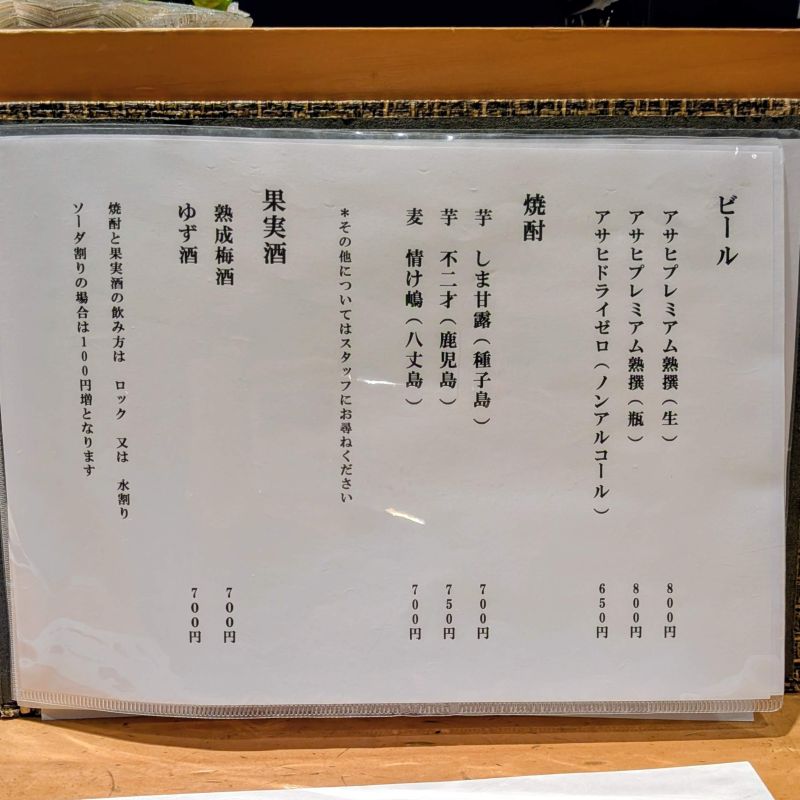 ビール
アサヒプレミアム熟撰(生) 800円
アサヒプレミアム熟撰(瓶) 800円
アサヒドライゼロ(ノンアルコール) 650円
焼酎
芋 しま甘露(種子島) 700円
芋 不二才(鹿児島) 750円
麦 情け嶋(八丈島) 700円
*その他についてはスタッフにお尋ねください
果実酒
熟成梅酒 700円
ゆず酒 700円
焼酎と果実酒の飲み方は ロック 又は 水割り
ソーダ割りの場合は100円増となります